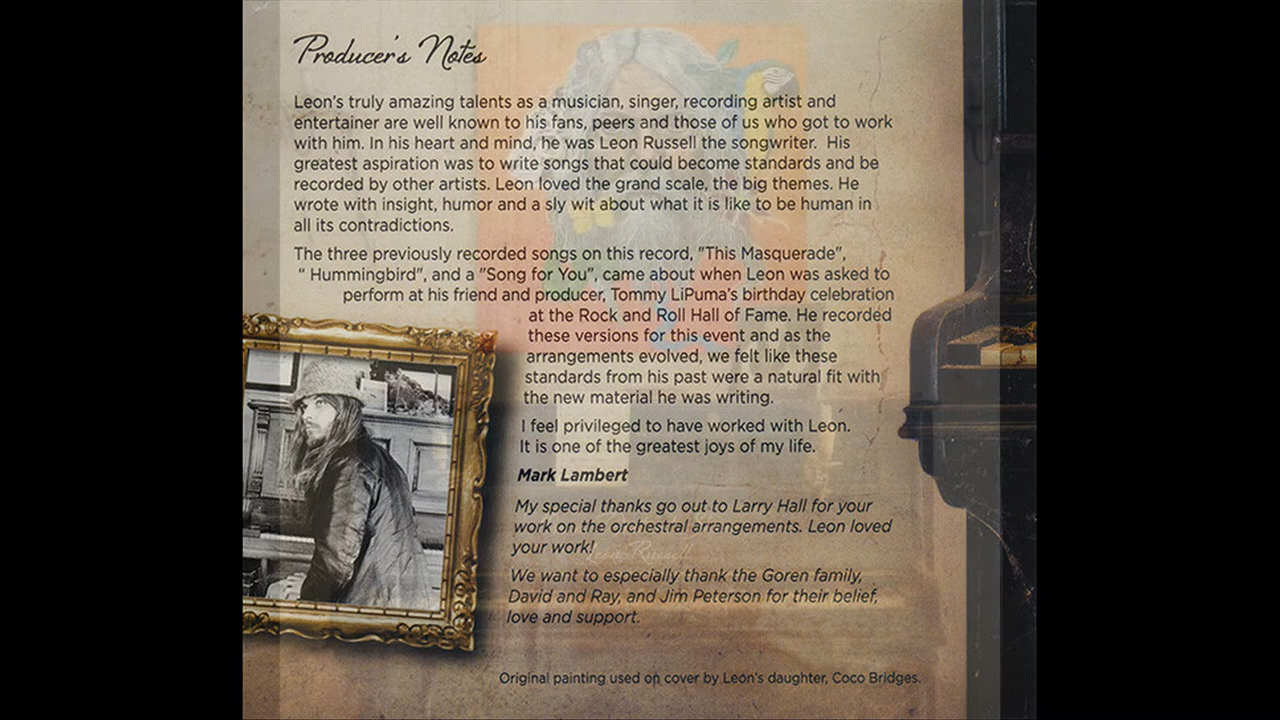 Producer's Notes
Leon's truly amazing talents as a musician, singer, recording artist and
entertainer are well known to his fans, peers and those of us who got to work
with him. In his heart and mind, he was Leon Russell the songwriter. His
greatest aspiration was to write songs that could become standards and be
recorded by other artists. Leon loved the grand scale, the big themes. He
wrote with insight, humor and a sly wit about what it is like to be human in
all its contradictions.
The three previously recorded songs on this record, "This Masquerade",
“ Hummingbird", and a "Song for You”, came about when Leon was asked to
perform at his friend and producer, Tommy LiPuma's birthday celebration
at the Rock and Roll Hall of Fame. He recorded
these versions for this event and as the
arrangements evolved, we felt like these
standards from his past were a natural fit with
the new material he was writing.
I feel privileged to have worked with Leon.
It is one of the greatest joys of my life.
Mark Lambert
My special thanks go out to Larry Hall for your
work on the orchestral arrangements. Leon loved
your work!
Leon Russell
We want to especially thank the Goren family,
David and Ray, and Jim Peterson for their belief,
love and support.
Original painting used on cover by Leon's daughter, Coco Bridges.